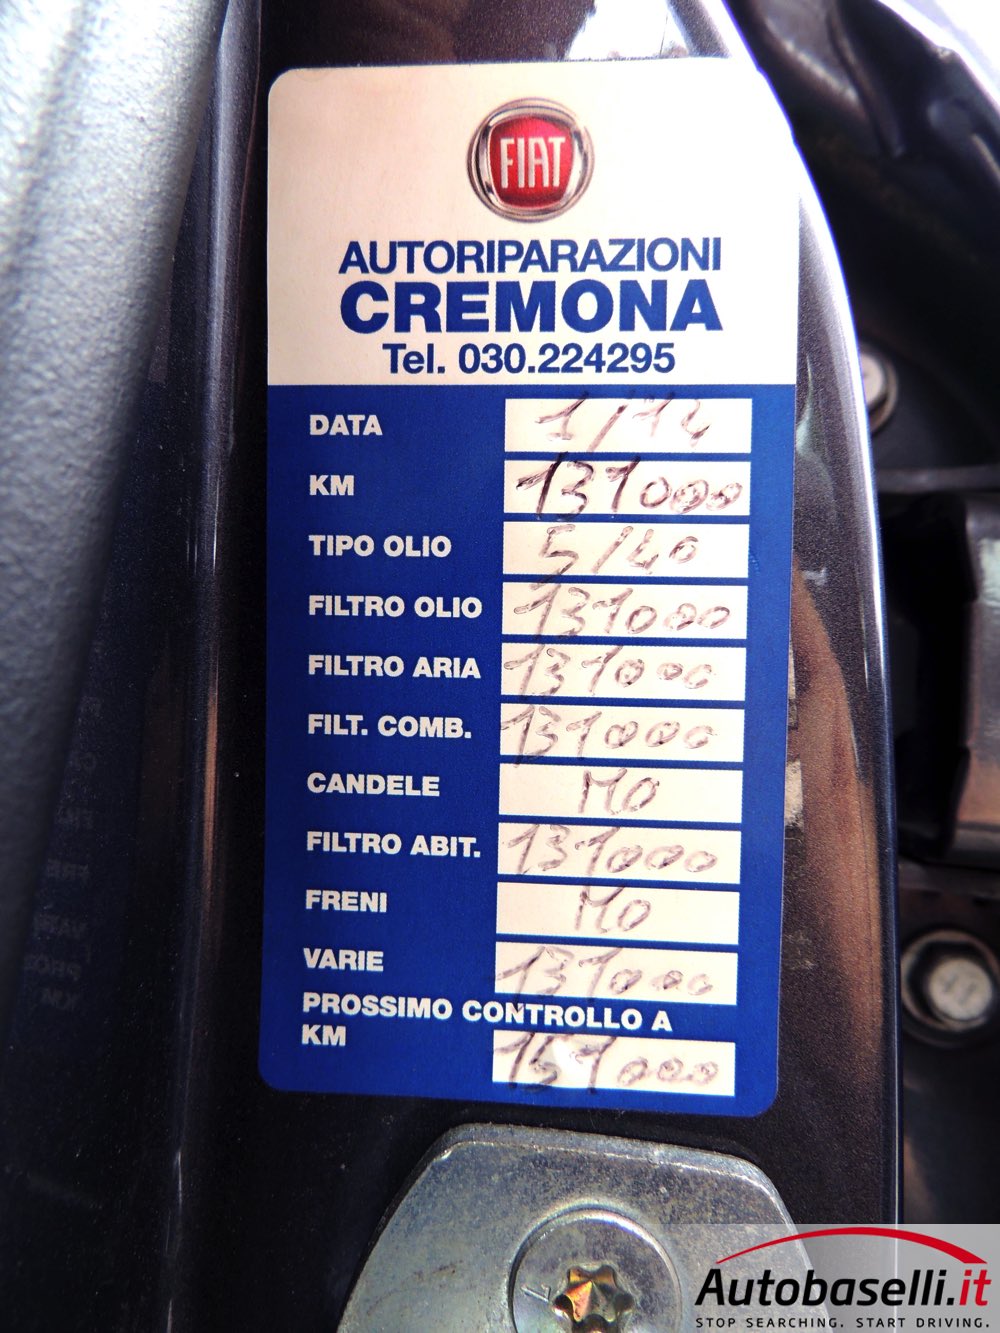 FIAT
AUTORIPARAZIONI
CREMONA
Tel. 030.224295
DATA 1/14
KM 131000
TIPO OLIO 5/40
FILTRO OLIO 131000
FILTRO ARIA 131000
FILT. COMB. 131000
CANDELE NO
FILTRO ABIT. 131000
FRENI NO
VARIE 131000
PROSSIMO CONTROLLO A
KM 151000
Autobaselli.it
STOP SEARCHING. START DRIVING.